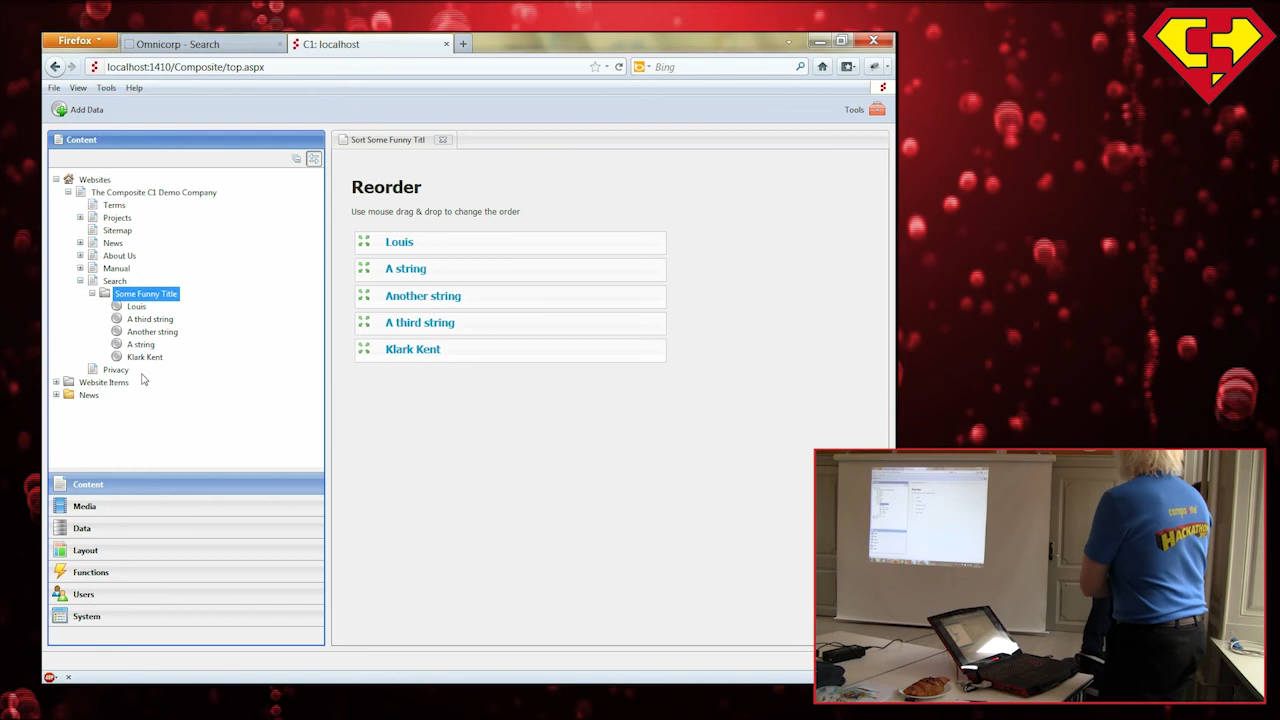 Firefox
Omnicorp - Search
C1: localhost
localhost:1410/Composite/top.aspx
Bing
File View Tools Help
Add Data
Tools
Content
Sort Some Funny Titl
Websites
The Composite C1 Demo Company
Terms
Projects
Sitemap
News
About Us
Manual
Search
Some Funny Title
Louis
A third string
Another string
A string
Klark Kent
Privacy
Website Items
News
Reorder
Use mouse drag & drop to change the order
Louis
A string
Another string
A third string
Klark Kent
Content
Media
Data
Layout
Functions
Users
System
HACKATHON